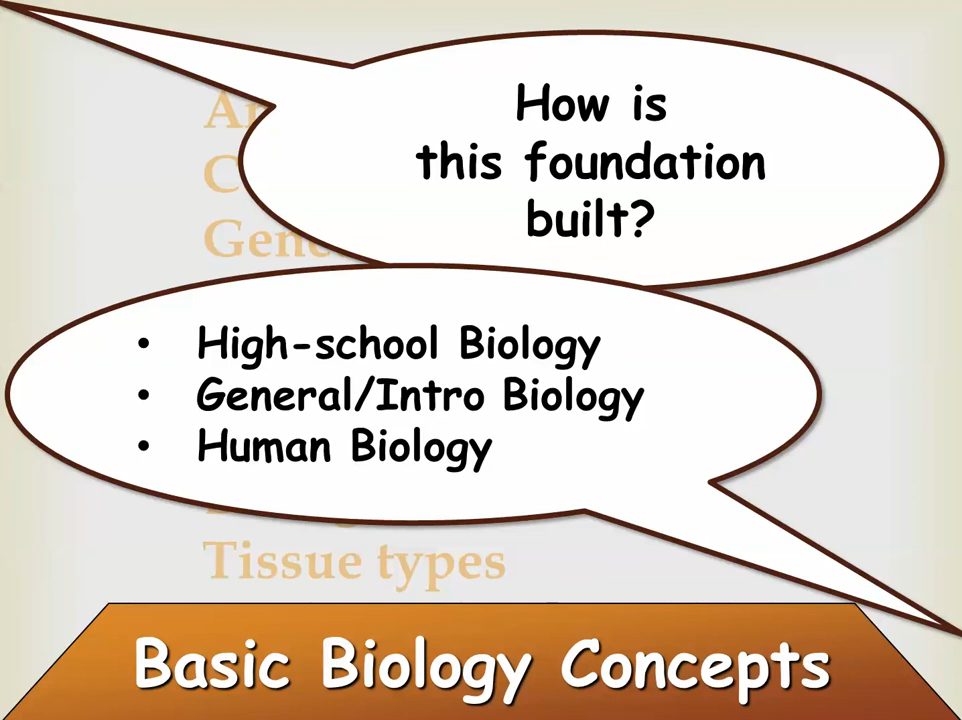 How is
this foundation
built?
• High-school Biology
• General/Intro Biology
• Human Biology
Tissue types
Basic Biology Concepts